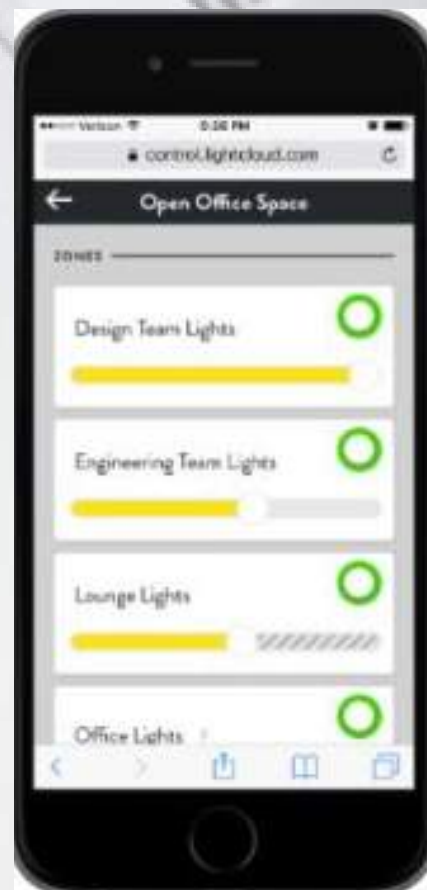 Verizon
control.lightcloud.com
Open Office Space
ZONES
Design Team Lights
Engineering Team Lights
Lounge Lights
Office Lights